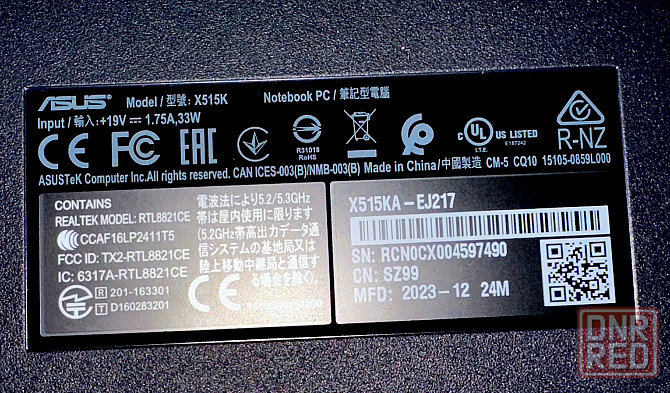 ASUS Model / 型號: X515K Notebook PC / 筆記型電腦
Input / 輸入: +19V ⎓ 1.75A,33W
CE FC EAC R31018 RoHS c UL US LISTED I.T.E. E187242 R-NZ
ASUSTeK Computer Inc.All rights reserved. CAN ICES-003(B)/NMB-003(B) Made in China/中國製造 CM-5 CQ10 15105-0859L000
CONTAINS
REALTEK MODEL: RTL8821CE
CCAF16LP2411T5
FCC ID: TX2-RTL8821CE
IC: 6317A-RTL8821CE
R 201-163301
T D160283201
電波法により5.2/5.3GHz
帯は屋内使用に限ります
(5.2GHz帯高出力データ通
信システムの基地局又は
陸上移動中継局と通信す
る場合を除く)。
CE
X515KA-EJ217
SN: RCN0CX004597490
CN: SZ99
MFD: 2023-12 24M
DNR
RED